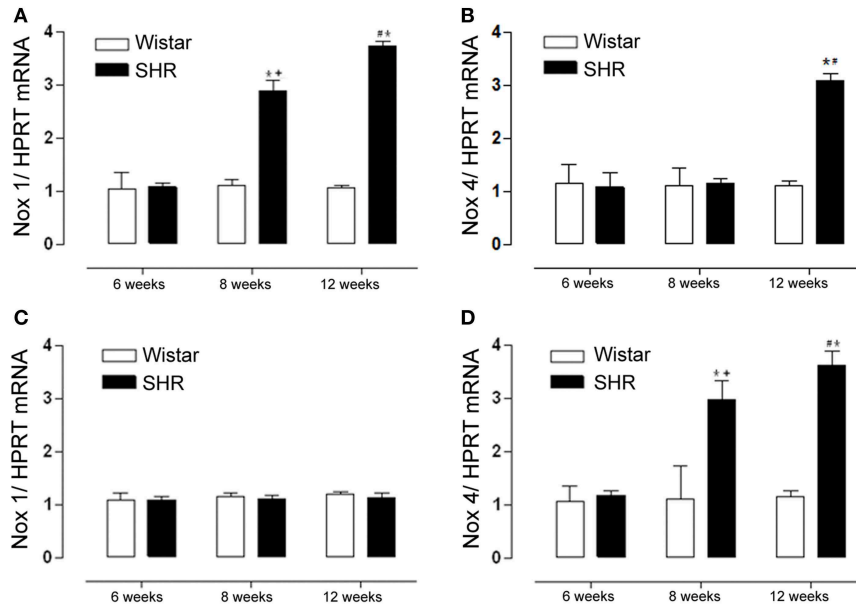 A
Nox 1/ HPRT mRNA
4
3
2
1
0
Wistar
SHR
*+
#*
6 weeks
8 weeks
12 weeks
B
Nox 4/ HPRT mRNA
4
3
2
1
0
Wistar
SHR
*#
6 weeks
8 weeks
12 weeks
C
Nox 1/ HPRT mRNA
4
3
2
1
0
Wistar
SHR
6 weeks
8 weeks
12 weeks
D
Nox 4/ HPRT mRNA
4
3
2
1
0
Wistar
SHR
*+
#*
6 weeks
8 weeks
12 weeks